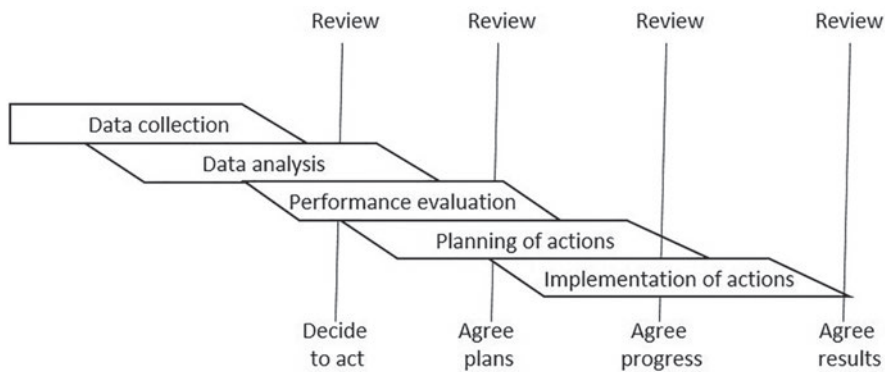 Review Review Review Review
Data collection
Data analysis
Performance evaluation
Planning of actions
Implementation of actions
Decide Agree Agree Agree
to act plans progress results